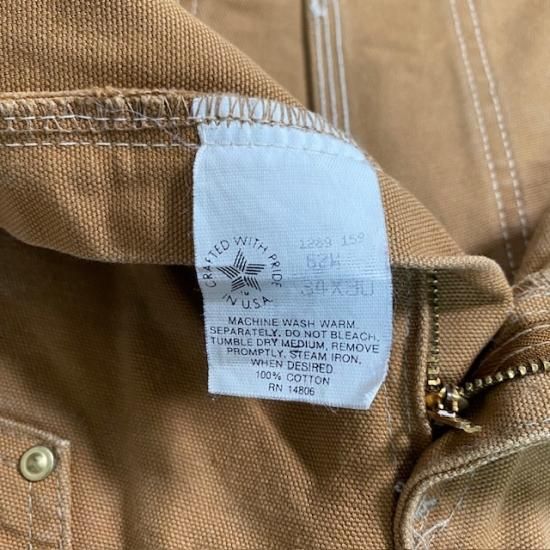 CRAFTED WITH PRIDE
IN U.S.A.
1289 159
34X30
MACHINE WASH WARM.
SEPARATELY. DO NOT BLEACH.
TUMBLE DRY MEDIUM, REMOVE
PROMPTLY. STEAM IRON,
WHEN DESIRED
100% COTTON
RN 14806